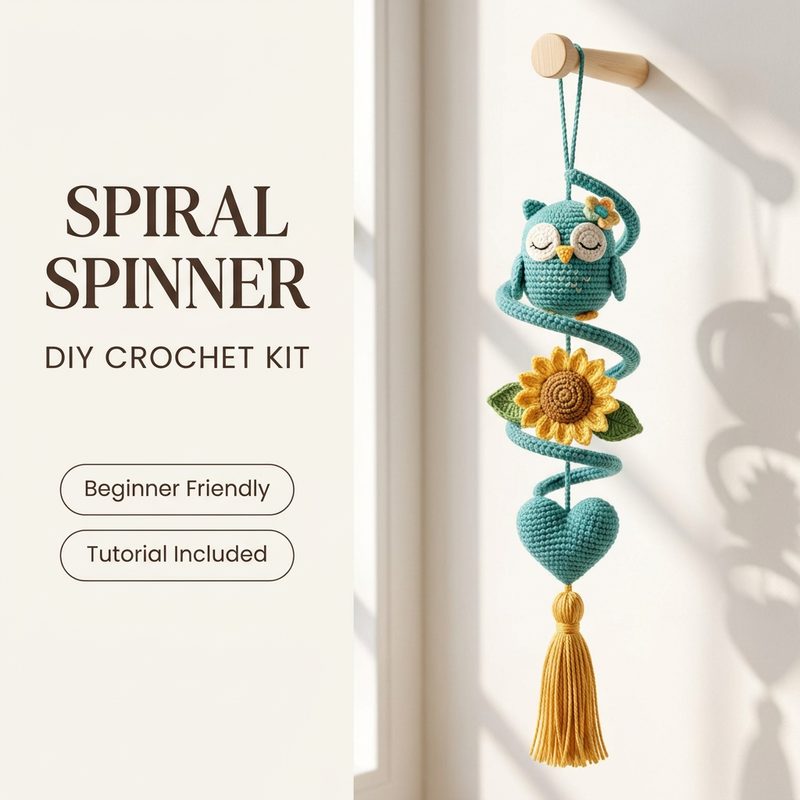 SPIRAL
SPINNER
DIY CROCHET KIT
Beginner Friendly
Tutorial Included